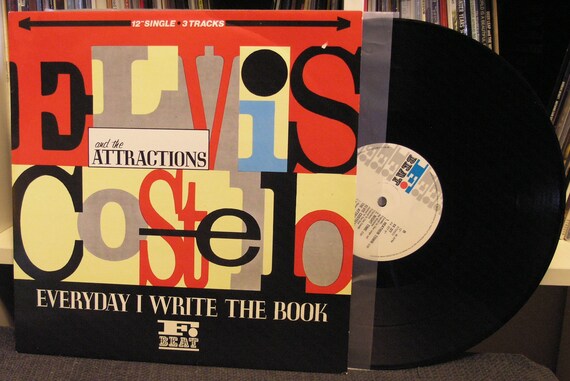 12" SINGLE • 3 TRACKS
ELVIS
and the
ATTRACTIONS
CoStello
EVERYDAY I WRITE THE BOOK
F.
BEAT
F.
BEAT